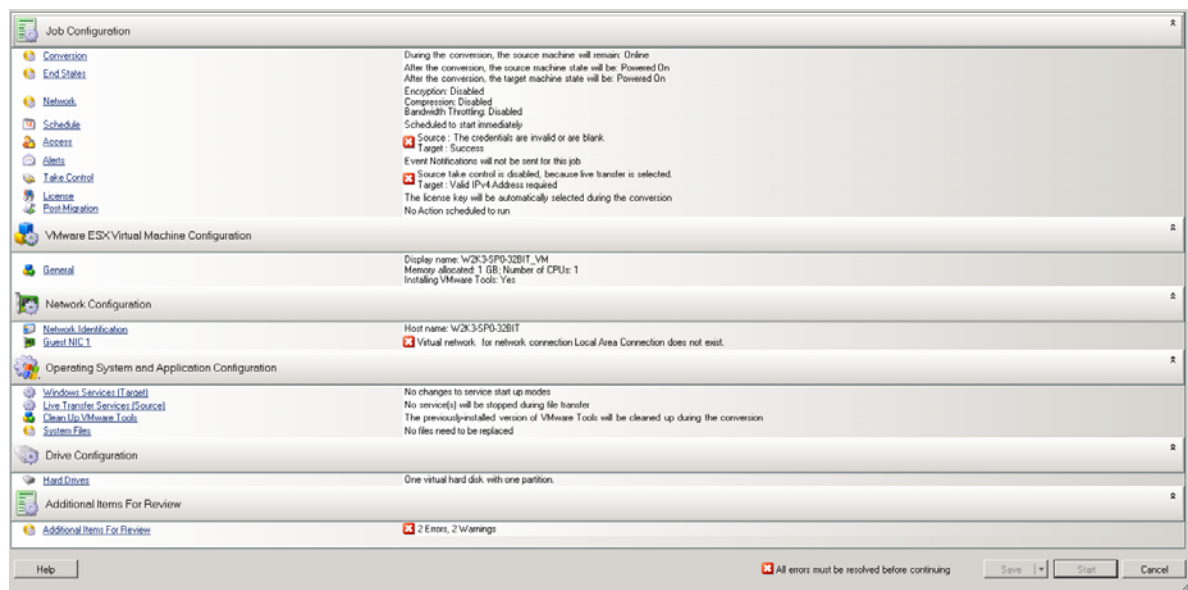 Job Configuration
Conversion
During the conversion, the source machine will remain: Online
End States
After the conversion, the source machine state will be: Powered On
After the conversion, the target machine state will be: Powered On
Network
Encryption: Disabled
Compression: Disabled
Bandwidth Throttling: Disabled
Schedule
Scheduled to start immediately
Access
Source : The credentials are invalid or are blank.
Target : Success
Alerts
Event Notifications will not be sent for this job
Take Control
Source take control is disabled, because live transfer is selected.
Target : Valid IPv4 Address required
License
The license key will be automatically selected during the conversion
Post-Migration
No Action scheduled to run
VMware ESX Virtual Machine Configuration
General
Display name: W2K3-SP0-32BIT_VM
Memory allocated: 1 GB; Number of CPUs: 1
Installing VMware Tools: Yes
Network Configuration
Network Identification
Host name: W2K3-SP0-32BIT
Guest NIC 1
Virtual network for network connection Local Area Connection does not exist.
Operating System and Application Configuration
Windows Services (Target)
No changes to service start up modes
Live Transfer Services (Source)
No service(s) will be stopped during file transfer
Clean Up VMware Tools
The previously-installed version of VMware Tools will be cleaned up during the conversion
System Files
No files need to be replaced
Drive Configuration
Hard Drives
One virtual hard disk with one partition.
Additional Items For Review
Additional Items For Review
2 Errors, 2 Warnings
Help
All errors must be resolved before continuing
Save
Start
Cancel